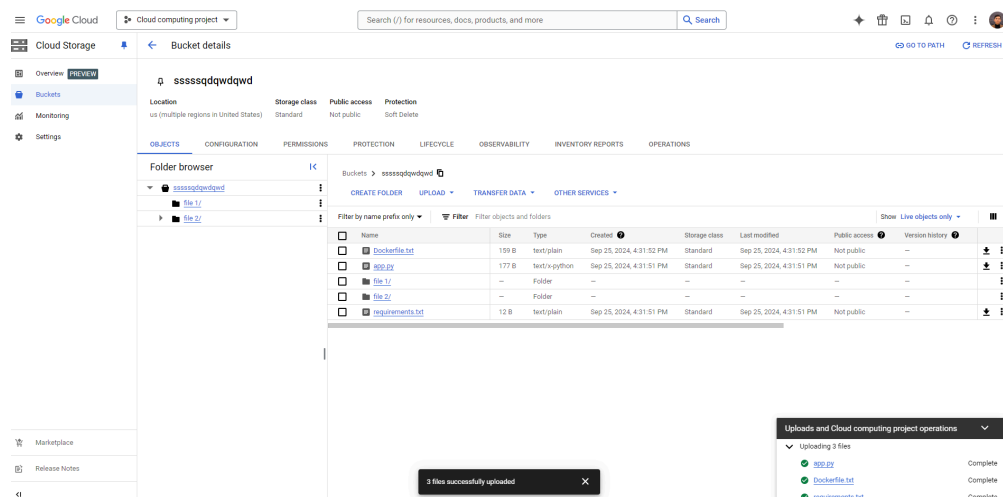 Google Cloud
Cloud computing project
Search (/) for resources, docs, products, and more
Search
Cloud Storage
Bucket details
GO TO PATH
REFRESH
Overview PREVIEW
Buckets
Monitoring
Settings
sssssqdqwdqwd
Location Storage class Public access Protection
us (multiple regions in United States) Standard Not public Soft Delete
OBJECTS CONFIGURATION PERMISSIONS PROTECTION LIFECYCLE OBSERVABILITY INVENTORY REPORTS OPERATIONS
Folder browser
sssssqdqwdqwd
file 1/
file 2/
Buckets > sssssqdqwdqwd
CREATE FOLDER UPLOAD TRANSFER DATA OTHER SERVICES
Filter by name prefix only Filter Filter objects and folders Show Live objects only
Name Size Type Created Storage class Last modified Public access Version history
Dockerfile.txt 159 B text/plain Sep 25, 2024, 4:31:52 PM Standard Sep 25, 2024, 4:31:52 PM Not public —
app.py 177 B text/x-python Sep 25, 2024, 4:31:51 PM Standard Sep 25, 2024, 4:31:51 PM Not public —
file 1/ — Folder — — — — —
file 2/ — Folder — — — — —
requirements.txt 12 B text/plain Sep 25, 2024, 4:31:51 PM Standard Sep 25, 2024, 4:31:51 PM Not public —
Marketplace
Release Notes
3 files successfully uploaded
Uploads and Cloud computing project operations
Uploading 3 files
app.py Complete
Dockerfile.txt Complete
requirements.txt Complete